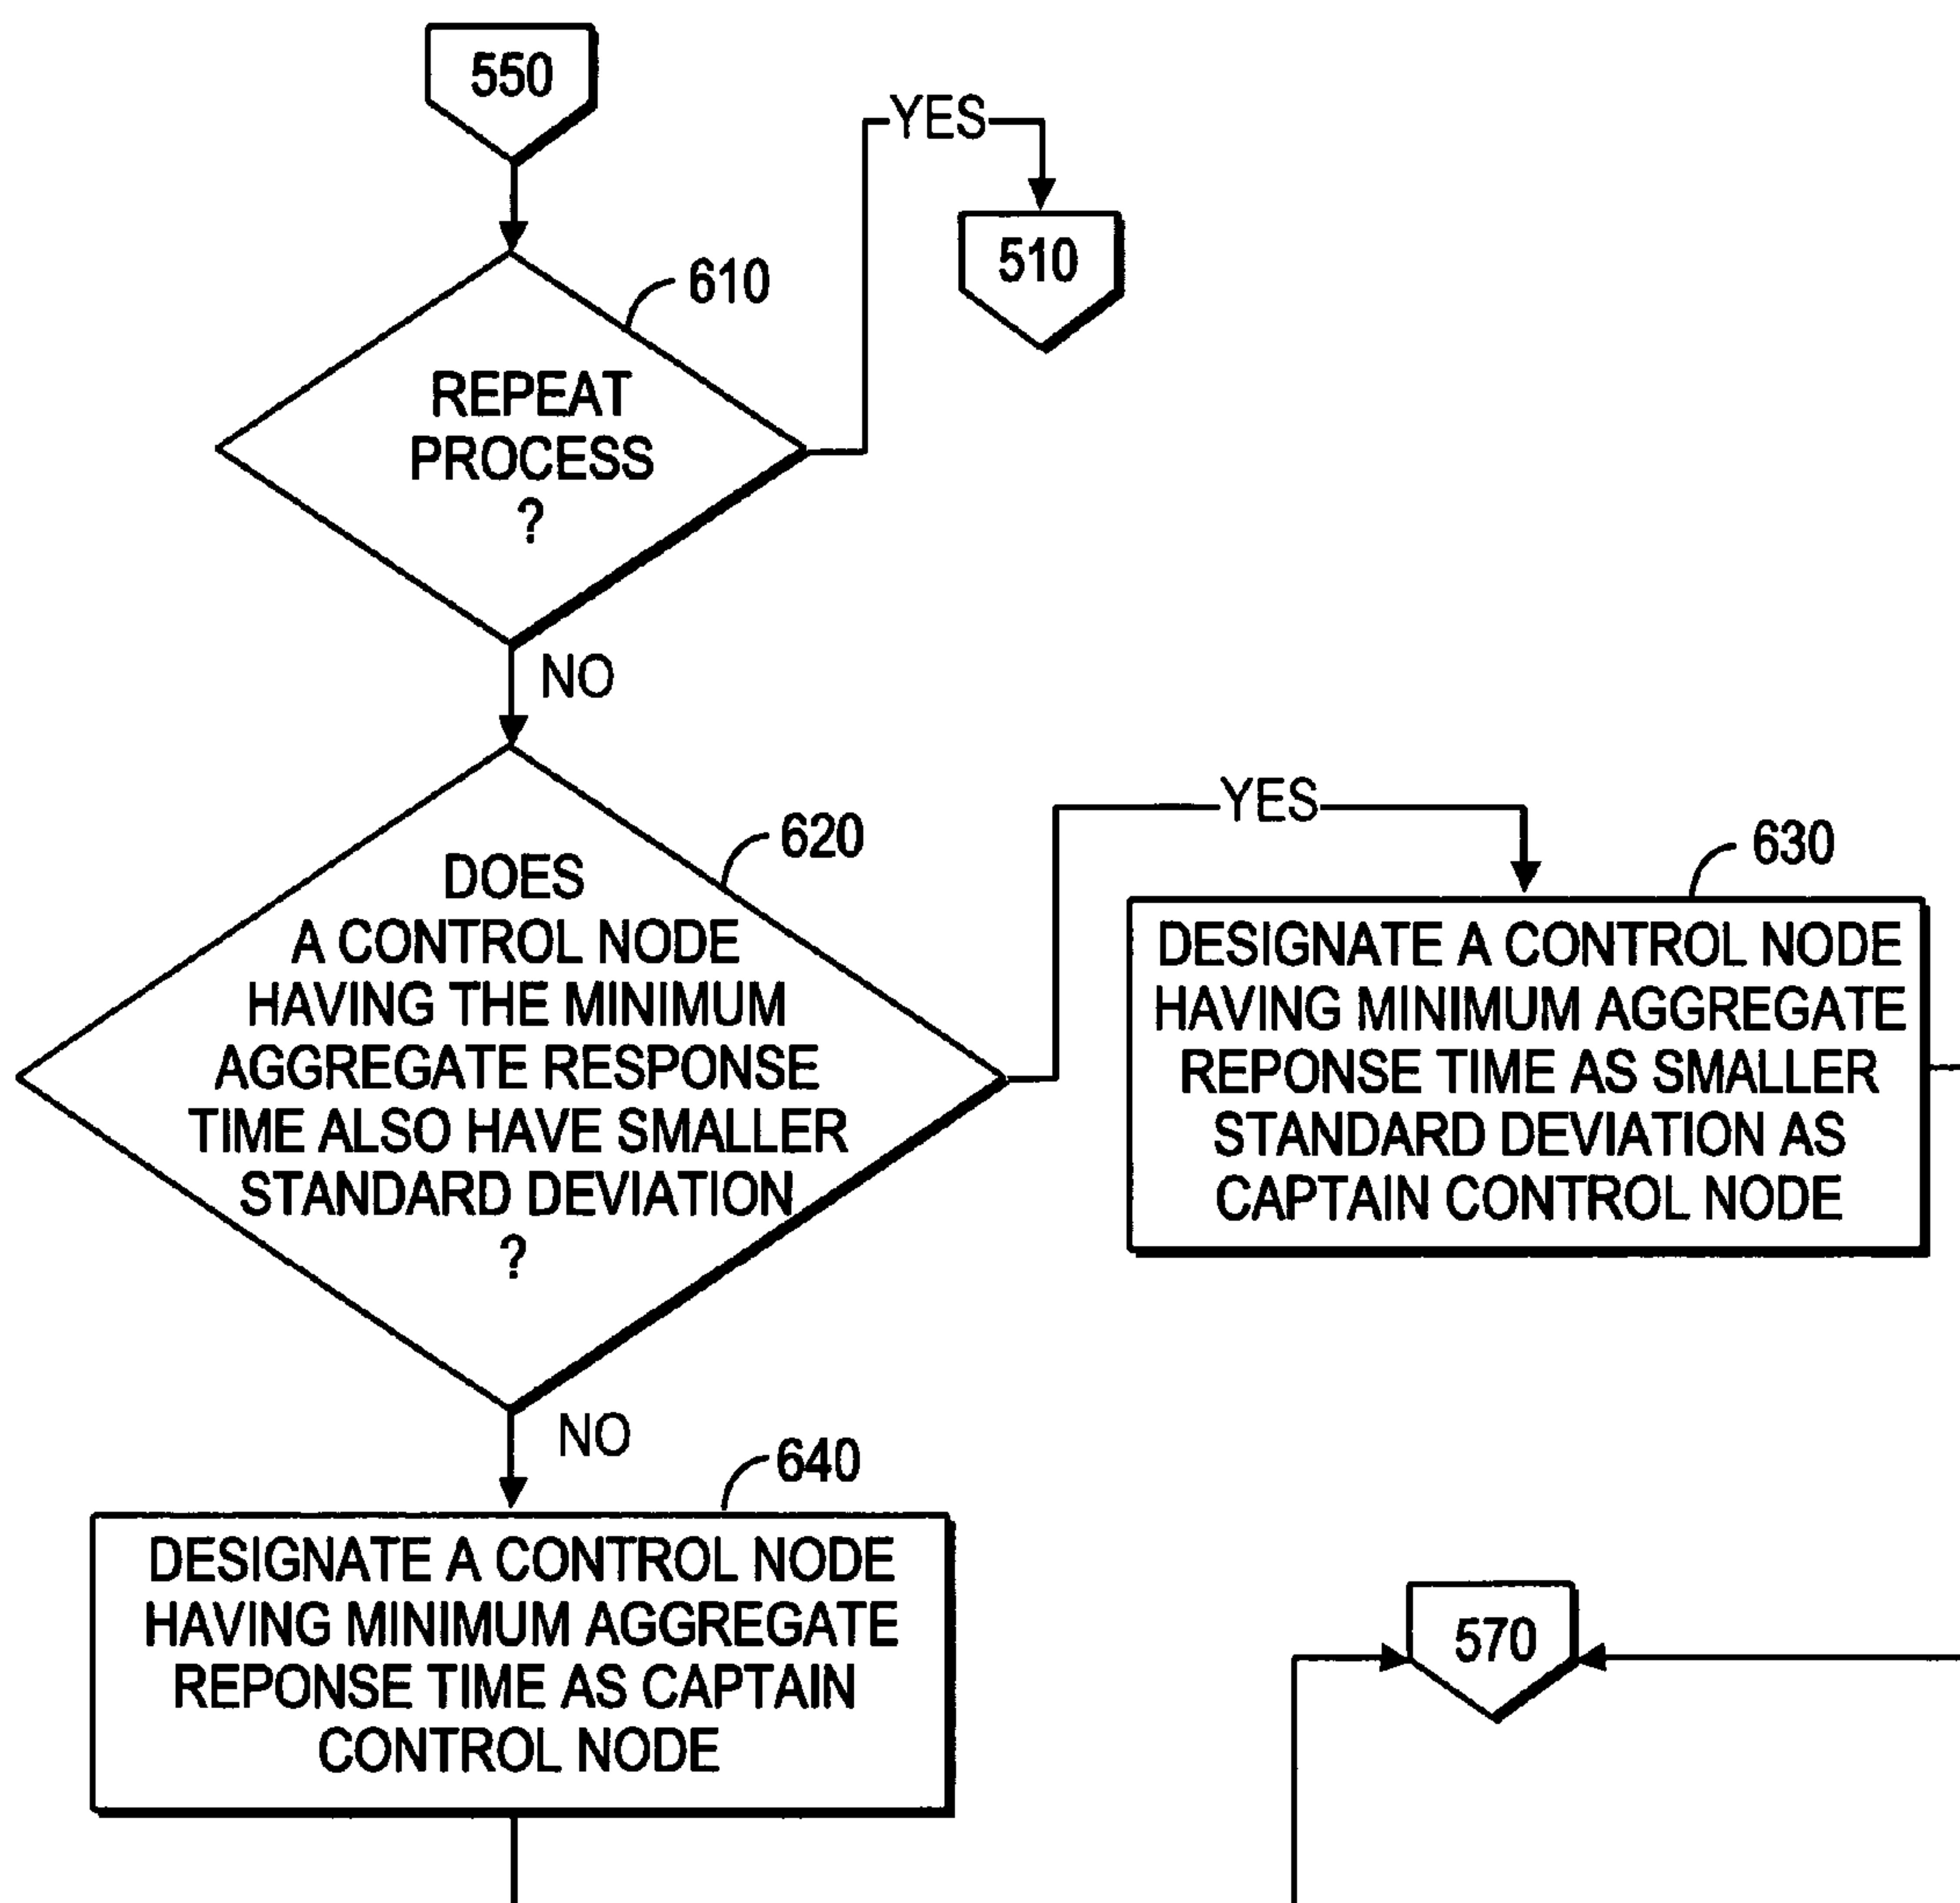 550
YES
510
610
REPEAT
PROCESS
?
NO
620
DOES
A CONTROL NODE
HAVING THE MINIMUM
AGGREGATE RESPONSE
TIME ALSO HAVE SMALLER
STANDARD DEVIATION
?
YES
630
DESIGNATE A CONTROL NODE
HAVING MINIMUM AGGREGATE
REPONSE TIME AS SMALLER
STANDARD DEVIATION AS
CAPTAIN CONTROL NODE
NO
640
DESIGNATE A CONTROL NODE
HAVING MINIMUM AGGREGATE
REPONSE TIME AS CAPTAIN
CONTROL NODE
570